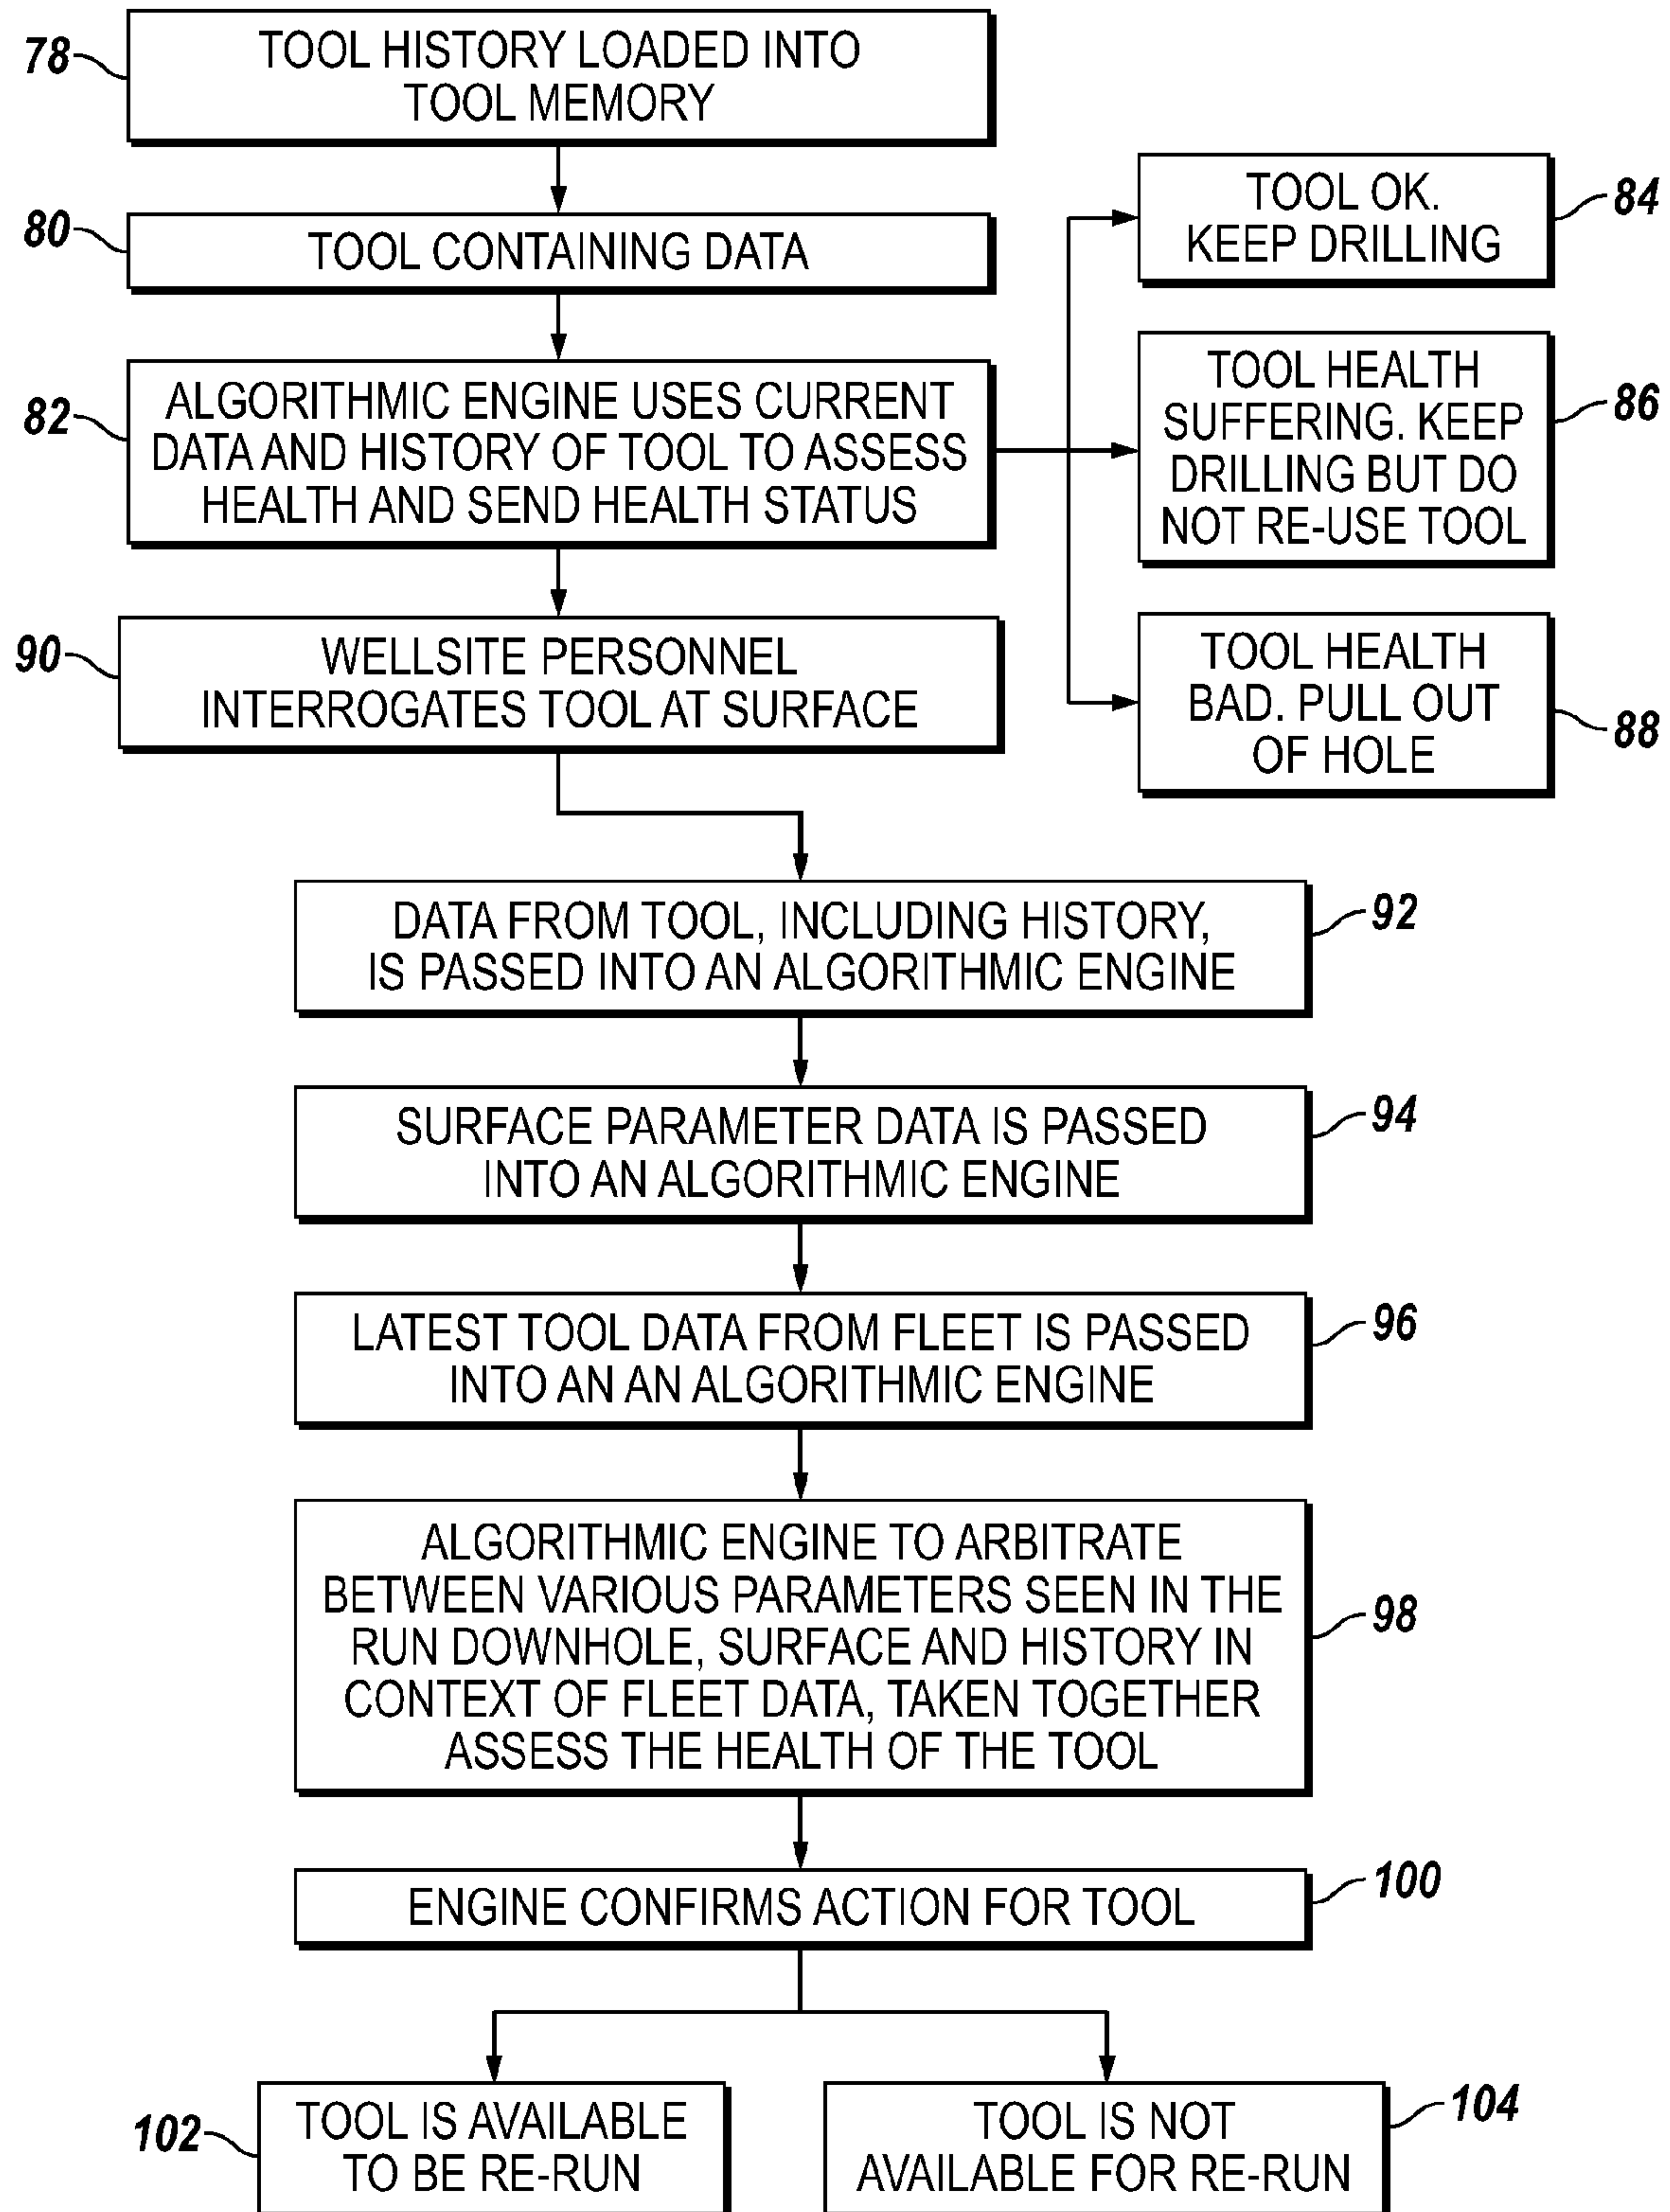 78
TOOL HISTORY LOADED INTO
TOOL MEMORY
80
TOOL CONTAINING DATA
82
ALGORITHMIC ENGINE USES CURRENT
DATA AND HISTORY OF TOOL TO ASSESS
HEALTH AND SEND HEALTH STATUS
TOOL OK.
KEEP DRILLING
84
TOOL HEALTH
SUFFERING. KEEP
DRILLING BUT DO
NOT RE-USE TOOL
86
TOOL HEALTH
BAD. PULL OUT
OF HOLE
88
90
WELLSITE PERSONNEL
INTERROGATES TOOL AT SURFACE
DATA FROM TOOL, INCLUDING HISTORY,
IS PASSED INTO AN ALGORITHMIC ENGINE
92
SURFACE PARAMETER DATA IS PASSED
INTO AN ALGORITHMIC ENGINE
94
LATEST TOOL DATA FROM FLEET IS PASSED
INTO AN AN ALGORITHMIC ENGINE
96
ALGORITHMIC ENGINE TO ARBITRATE
BETWEEN VARIOUS PARAMETERS SEEN IN THE
RUN DOWNHOLE, SURFACE AND HISTORY IN
CONTEXT OF FLEET DATA, TAKEN TOGETHER
ASSESS THE HEALTH OF THE TOOL
98
ENGINE CONFIRMS ACTION FOR TOOL
100
102
TOOL IS AVAILABLE
TO BE RE-RUN
TOOL IS NOT
AVAILABLE FOR RE-RUN
104